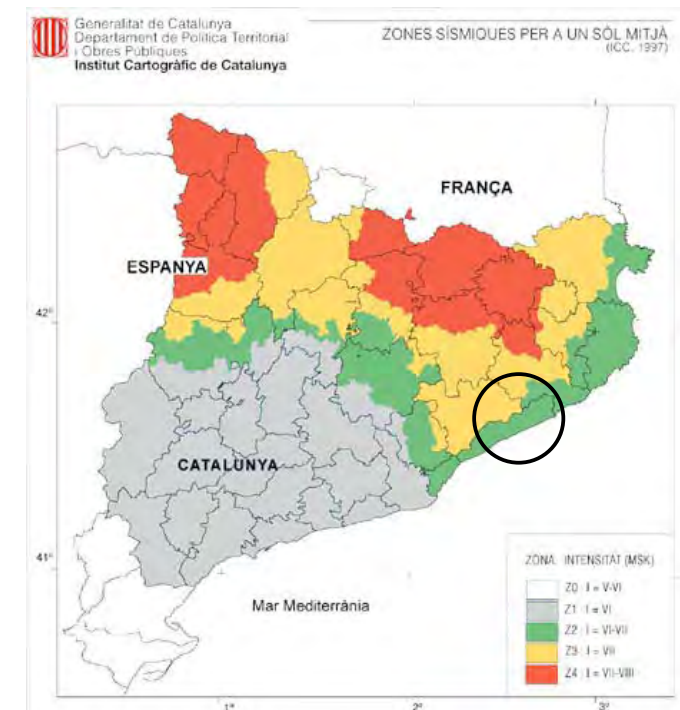 Generalitat de Catalunya
Departament de Política Territorial
i Obres Públiques
Institut Cartogràfic de Catalunya
ZONES SÍSMIQUES PER A UN SÒL MITJÀ
(ICC, 1997)
FRANÇA
ESPANYA
42°
CATALUNYA
41°
Mar Mediterrània
ZONA INTENSITAT (MSK)
Z0 : I = V-VI
Z1 : I = VI
Z2 : I = VI-VII
Z3 : I = VII
Z4 : I = VII-VIII
1° 2° 3°